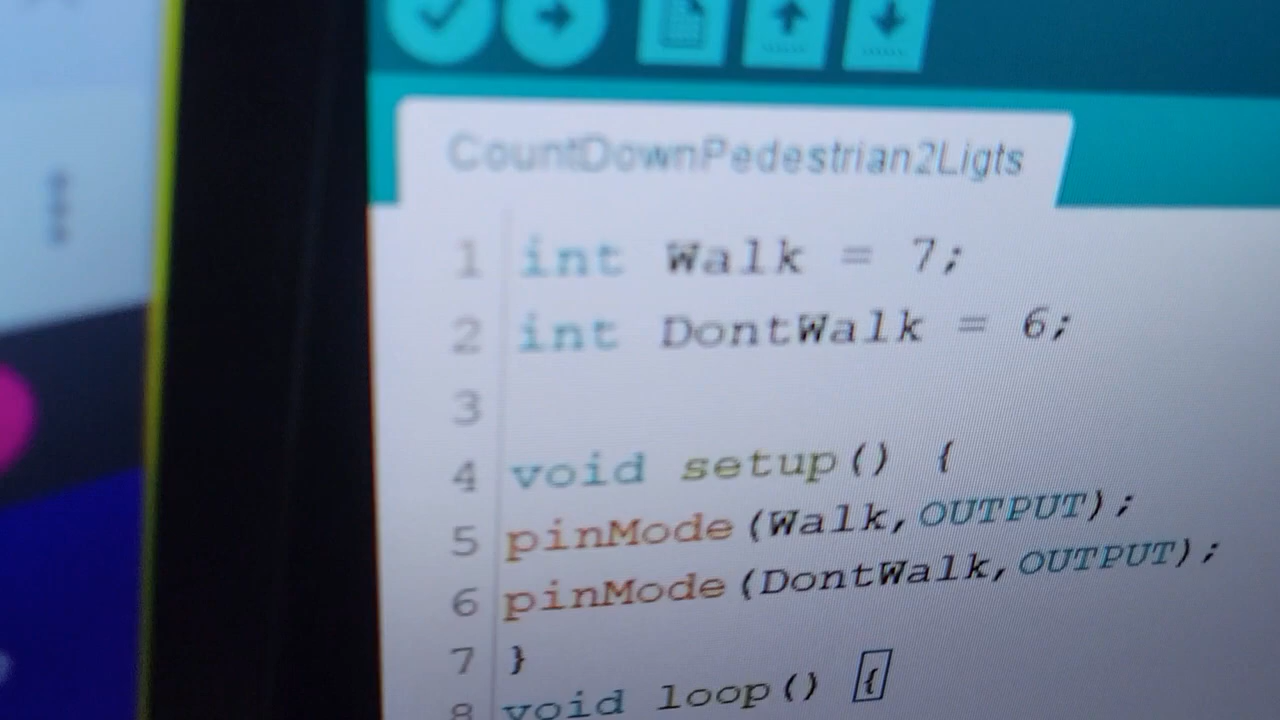 CountDownPedestrian2Ligts
1 int Walk = 7;
2 int DontWalk = 6;
3
4 void setup() {
5 pinMode(Walk,OUTPUT);
6 pinMode(DontWalk,OUTPUT);
7 }
8 void loop() {